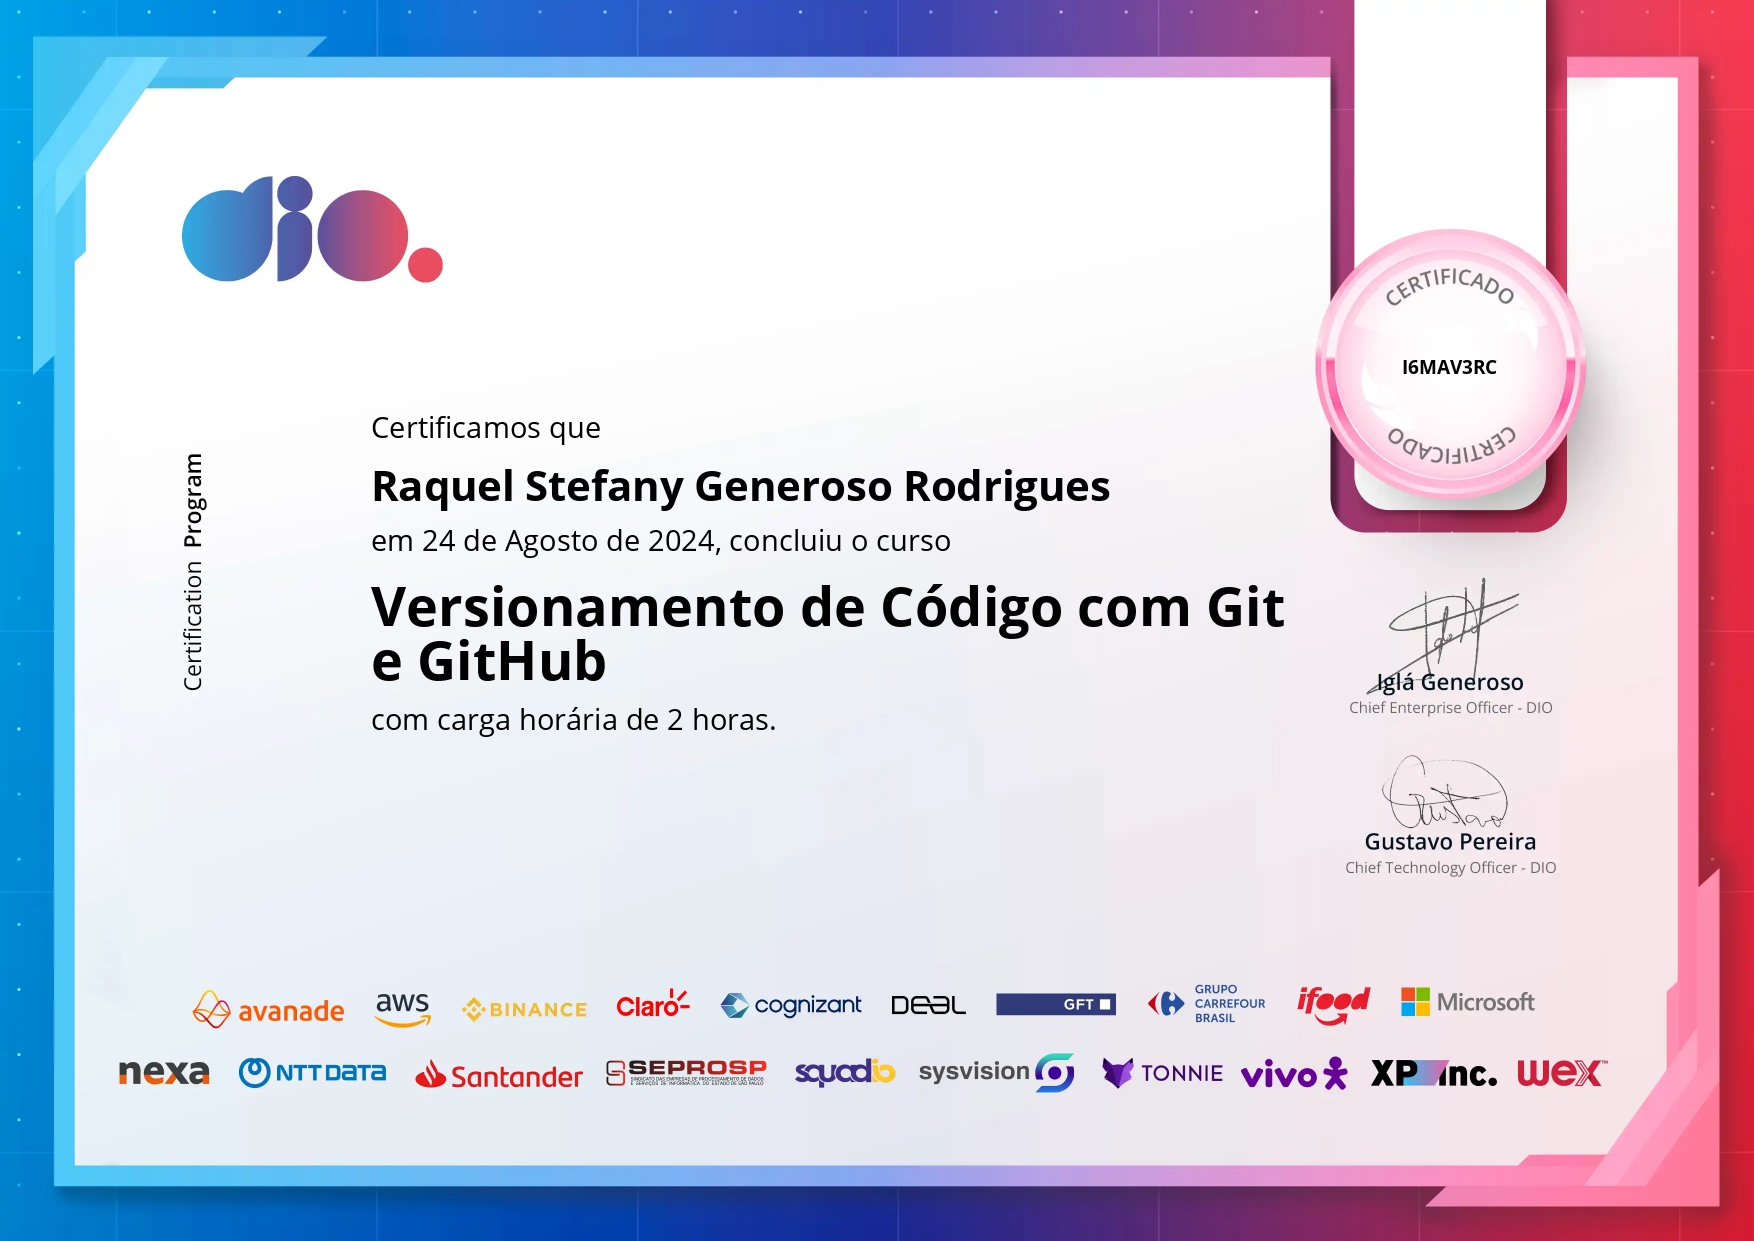 dio.
CERTIFICADO
I6MAV3RC
CERTIFICADO
Certification Program
Certificamos que
Raquel Stefany Generoso Rodrigues
em 24 de Agosto de 2024, concluiu o curso
Versionamento de Código com Git
e GitHub
com carga horária de 2 horas.
Iglá Generoso
Chief Enterprise Officer - DIO
Gustavo Pereira
Chief Technology Officer - DIO
avanade aws BINANCE Claro cognizant DEAL GFT GRUPO CARREFOUR BRASIL ifood Microsoft
nexa NTT DATA Santander SEPROSP SINDICATO DAS EMPRESAS DE PROCESSAMENTO DE DADOS E SERVIÇOS DE INFORMÁTICA DO ESTADO DE SÃO PAULO squadio sysvision TONNIE vivo XP Inc. wex